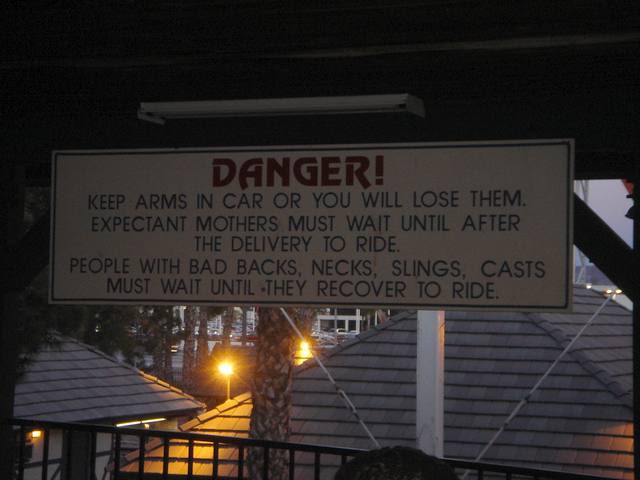 DANGER!
KEEP ARMS IN CAR OR YOU WILL LOSE THEM.
EXPECTANT MOTHERS MUST WAIT UNTIL AFTER
THE DELIVERY TO RIDE.
PEOPLE WITH BAD BACKS, NECKS, SLINGS, CASTS
MUST WAIT UNTIL THEY RECOVER TO RIDE.